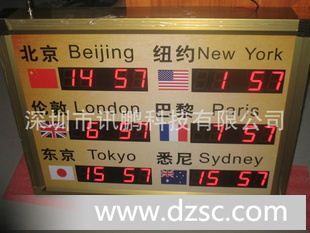 北京 Beijing 纽约 New York
14 57 1 57
伦敦 London 巴黎 Paris
深圳市讯鹏科技有限公司
6 57 57
东京 Tokyo 悉尼 Sydney
15 57 15 57
www.dzsc.com